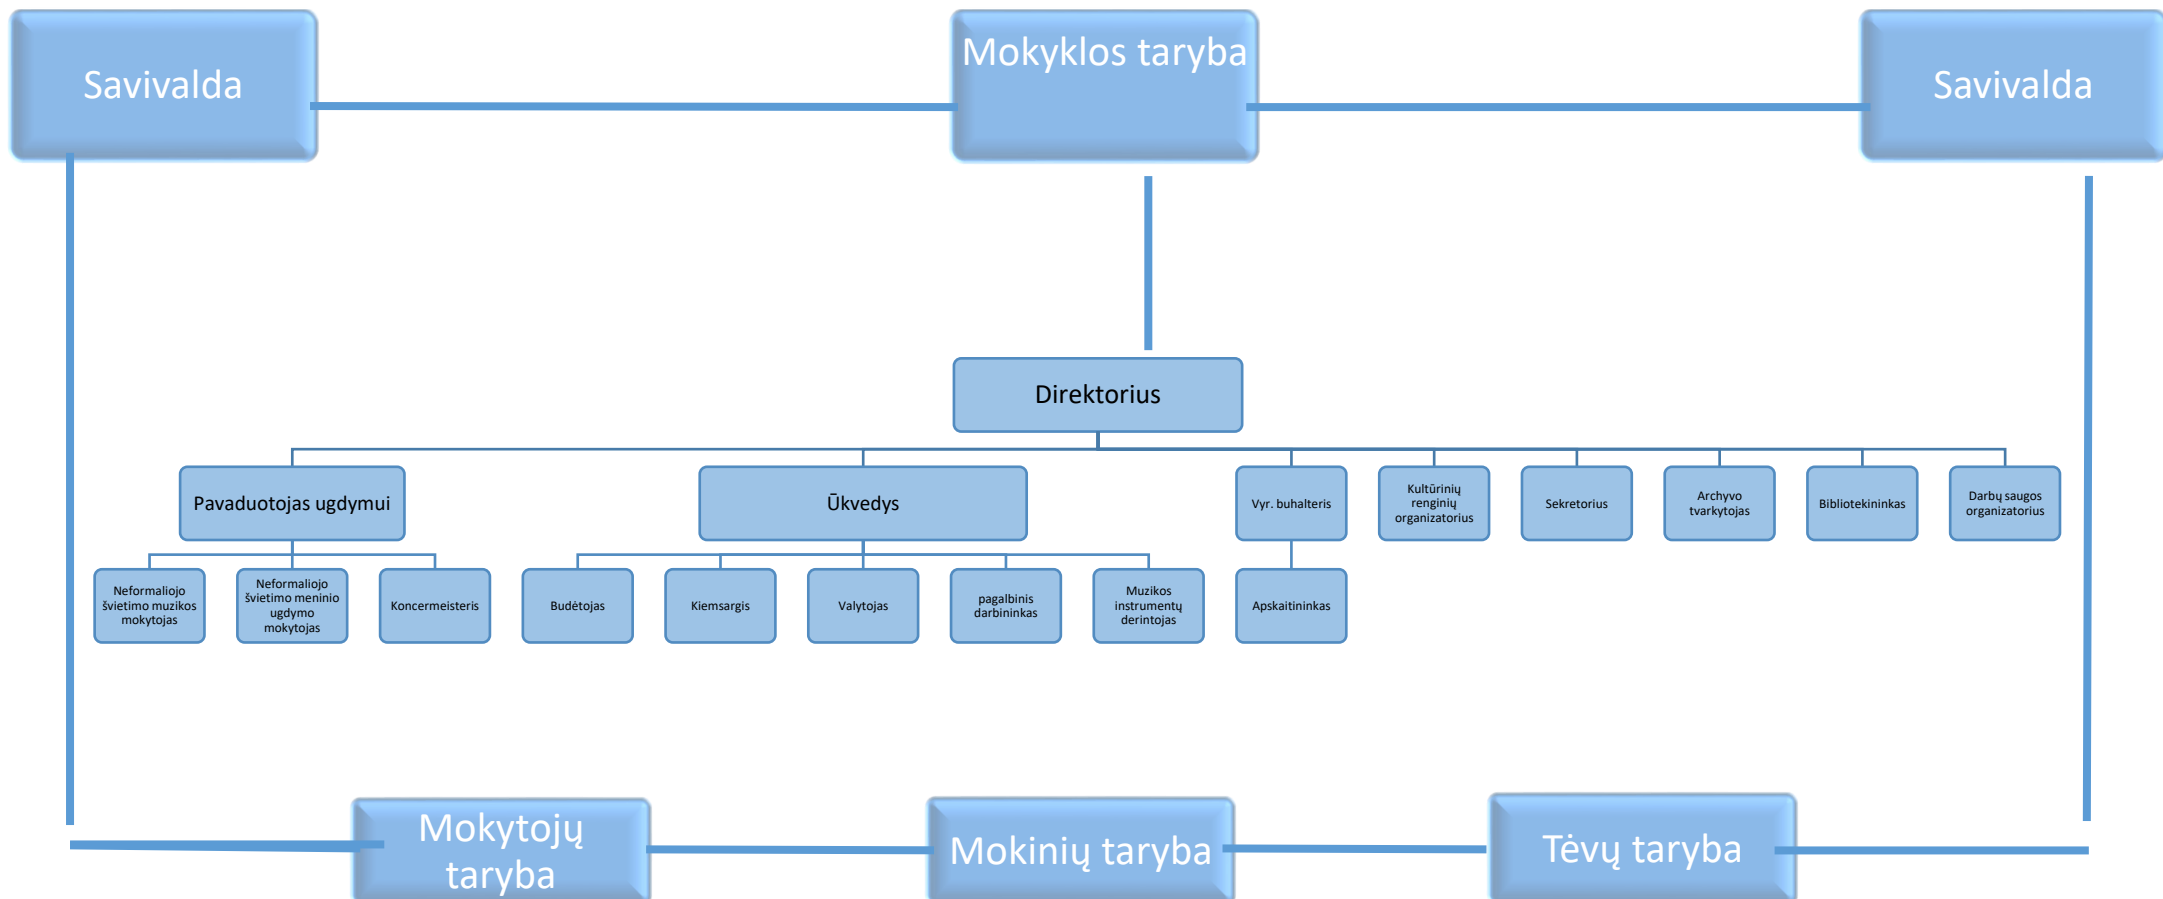 Savivalda
Mokyklos taryba
Savivalda
Direktorius
Pavaduotojas ugdymui
Ūkvedys
Vyr. buhalteris
Kultūrinių
renginių
organizatorius
Sekretorius
Archyvo
tvarkytojas
Bibliotekininkas
Darbų saugos
organizatorius
Neformaliojo
švietimo muzikos
mokytojas
Neformaliojo
švietimo meninio
ugdymo
mokytojas
Koncermeisteris
Budėtojas
Kiemsargis
Valytojas
pagalbinis
darbininkas
Muzikos
instrumentų
derintojas
Apskaitininkas
Mokytojų
taryba
Mokinių taryba
Tėvų taryba